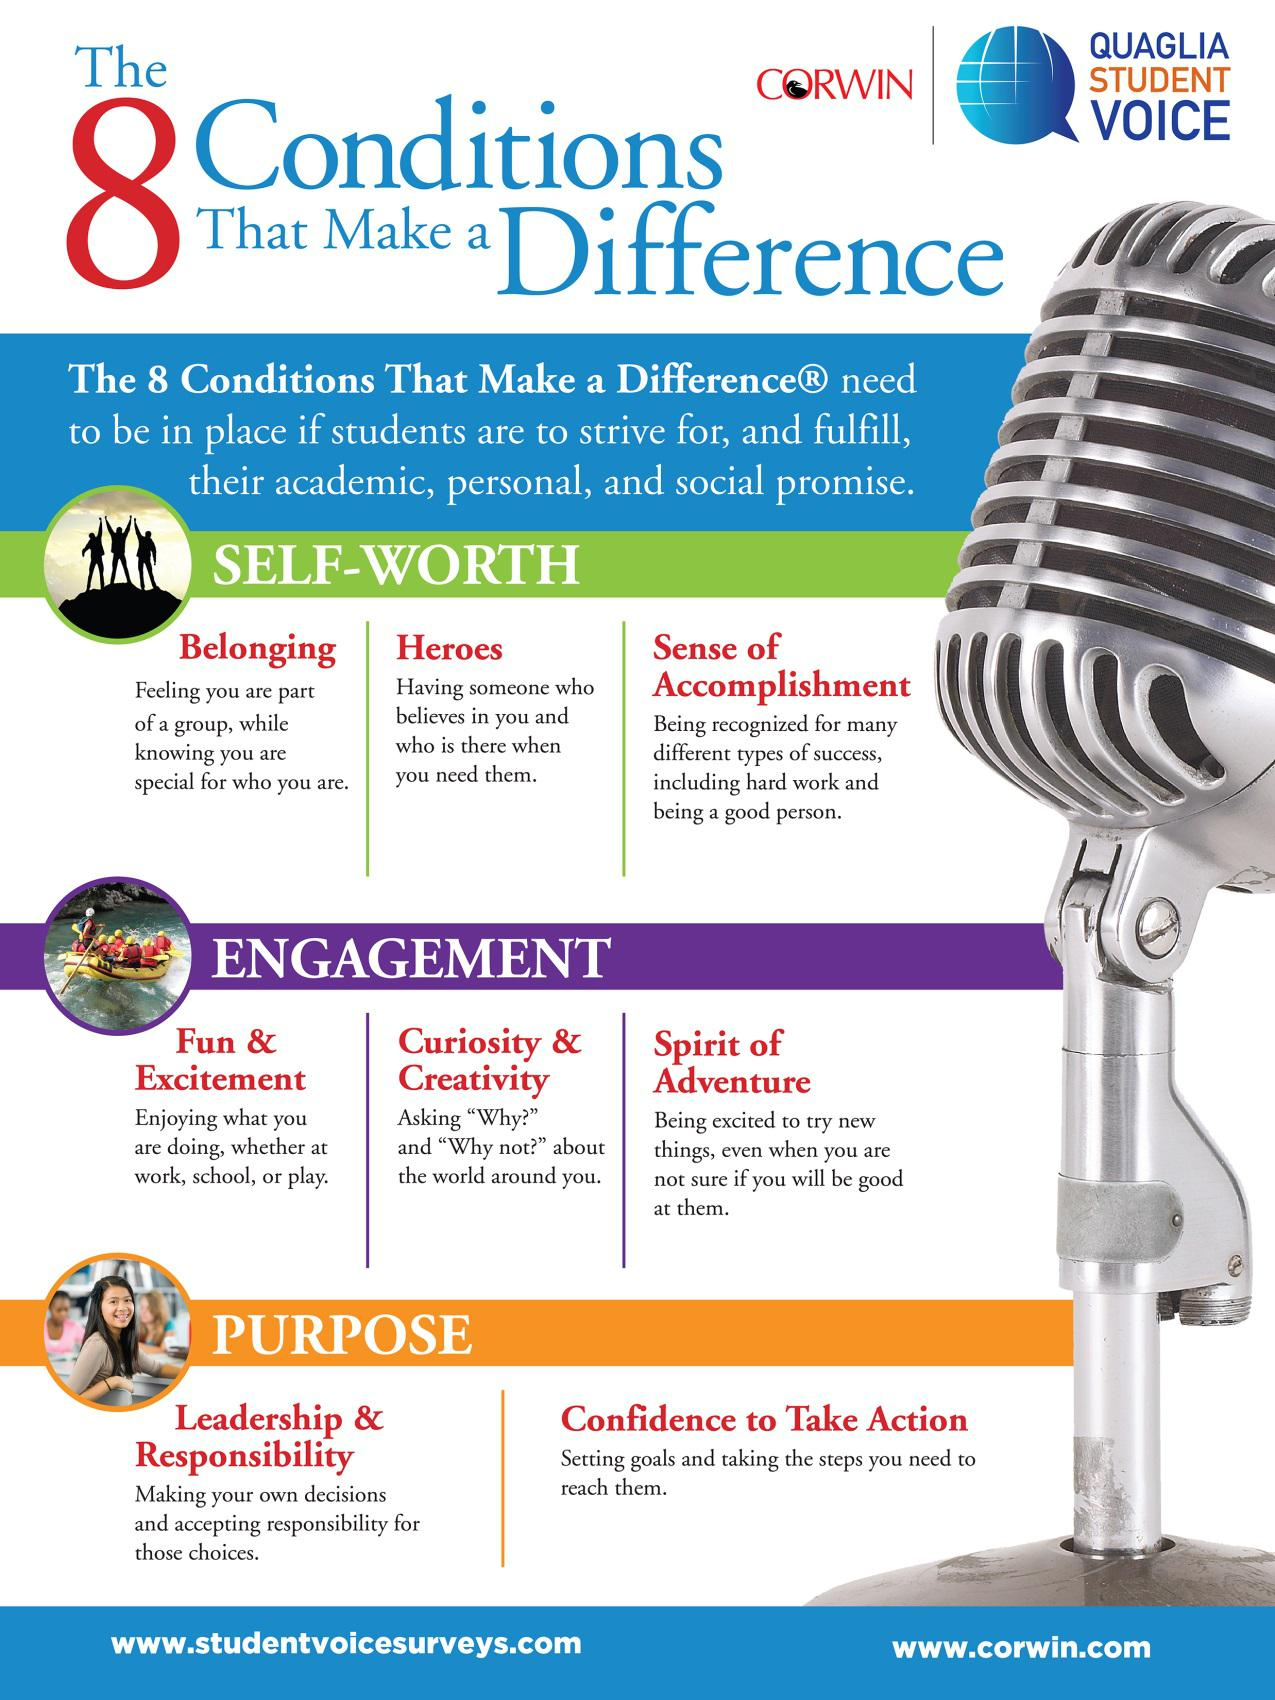 The
8 Conditions
That Make a Difference
CORWIN
QUAGLIA
STUDENT
VOICE
The 8 Conditions That Make a Difference® need
to be in place if students are to strive for, and fulfill,
their academic, personal, and social promise.
SELF-WORTH
Belonging
Feeling you are part
of a group, while
knowing you are
special for who you are.
Heroes
Having someone who
believes in you and
who is there when
you need them.
Sense of
Accomplishment
Being recognized for many
different types of success,
including hard work and
being a good person.
ENGAGEMENT
Fun &
Excitement
Enjoying what you
are doing, whether at
work, school, or play.
Curiosity &
Creativity
Asking “Why?”
and “Why not?” about
the world around you.
Spirit of
Adventure
Being excited to try new
things, even when you are
not sure if you will be good
at them.
PURPOSE
Leadership &
Responsibility
Making your own decisions
and accepting responsibility for
those choices.
Confidence to Take Action
Setting goals and taking the steps you need to
reach them.
www.studentvoicesurveys.com
www.corwin.com